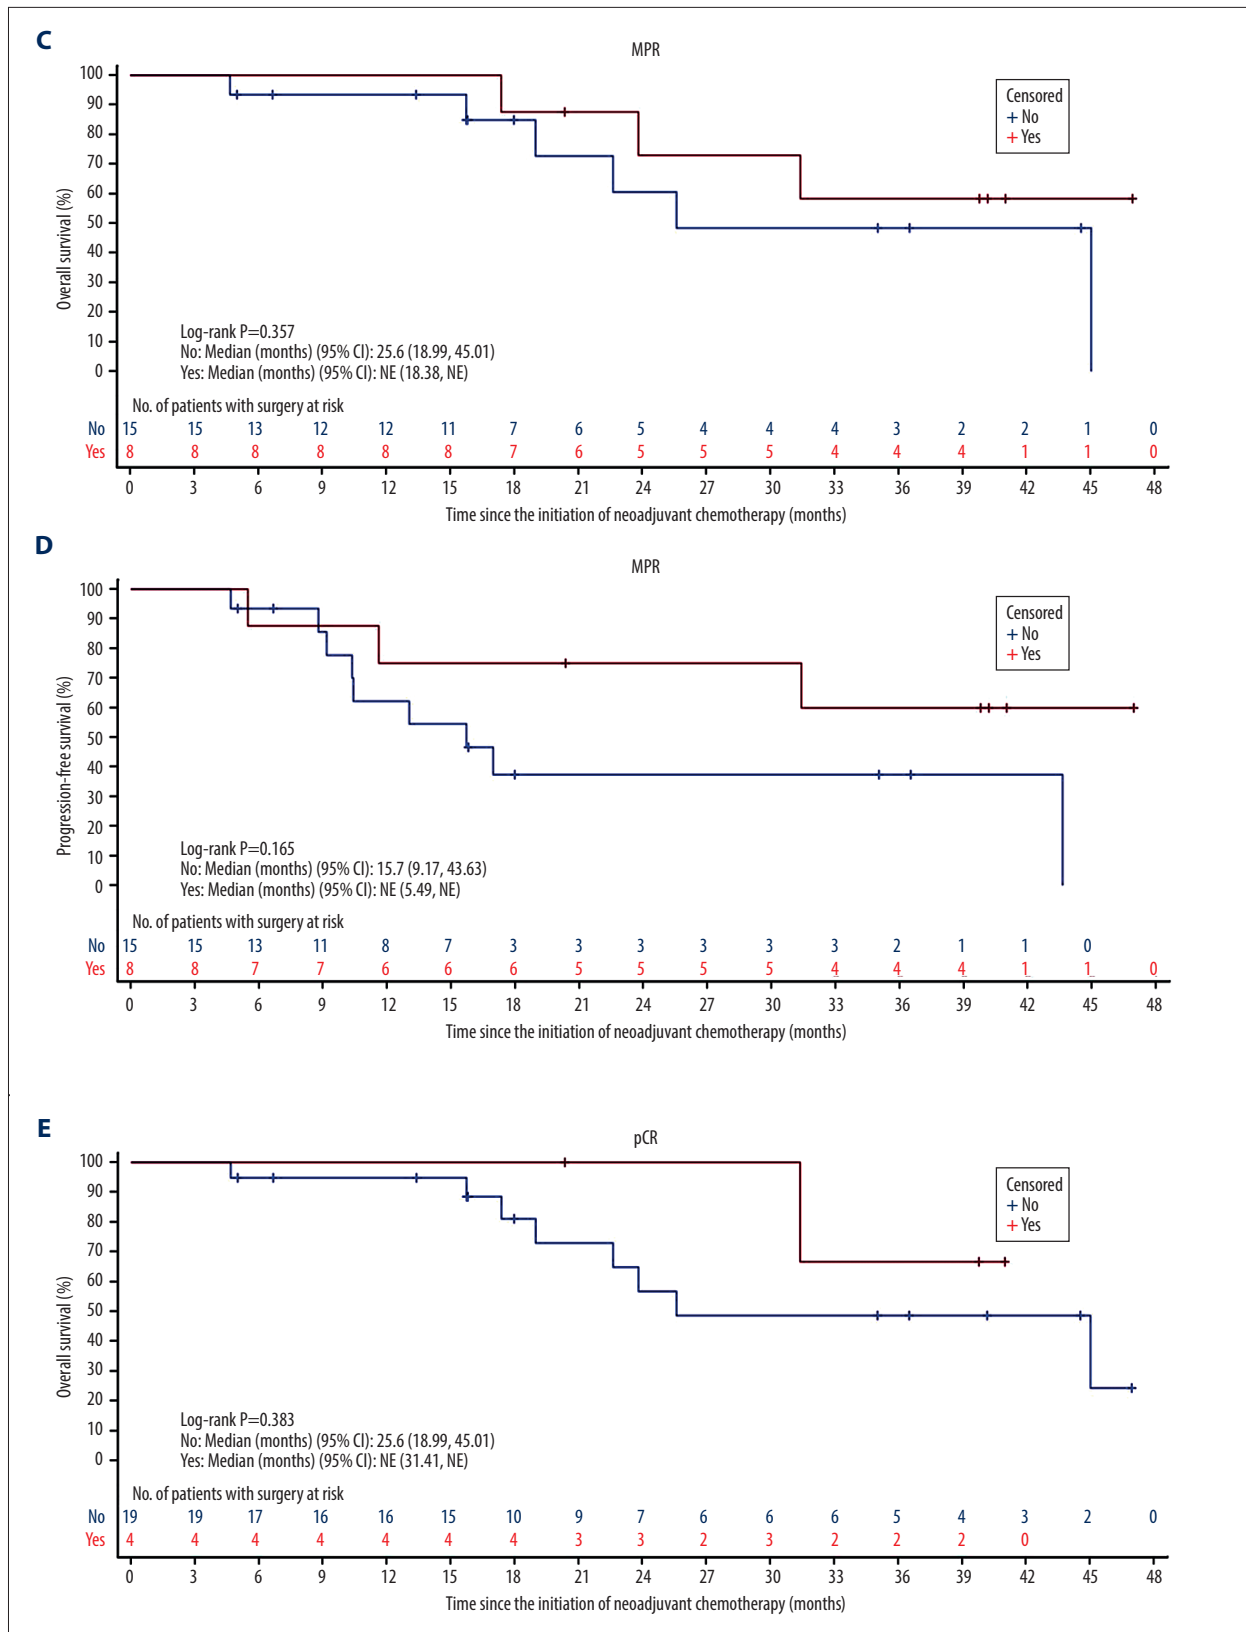 C
MPR
100
90
80
70
60
50
40
30
20
10
0
Overall survival (%)
Censored
+ No
+ Yes
Log-rank P=0.357
No: Median (months) (95% CI): 25.6 (18.99, 45.01)
Yes: Median (months) (95% CI): NE (18.38, NE)
No. of patients with surgery at risk
No 15 15 13 12 12 11 7 6 5 4 4 4 3 2 2 1 0
Yes 8 8 8 8 8 8 7 6 5 5 5 4 4 4 1 1 0
0 3 6 9 12 15 18 21 24 27 30 33 36 39 42 45 48
Time since the initiation of neoadjuvant chemotherapy (months)
D
MPR
100
90
80
70
60
50
40
30
20
10
0
Progression-free survival (%)
Censored
+ No
+ Yes
Log-rank P=0.165
No: Median (months) (95% CI): 15.7 (9.17, 43.63)
Yes: Median (months) (95% CI): NE (5.49, NE)
No. of patients with surgery at risk
No 15 15 13 11 8 7 3 3 3 3 3 3 2 1 1 0
Yes 8 8 7 7 6 6 6 5 5 5 5 4 4 4 1 1 0
0 3 6 9 12 15 18 21 24 27 30 33 36 39 42 45 48
Time since the initiation of neoadjuvant chemotherapy (months)
E
pCR
100
90
80
70
60
50
40
30
20
10
0
Overall survival (%)
Censored
+ No
+ Yes
Log-rank P=0.383
No: Median (months) (95% CI): 25.6 (18.99, 45.01)
Yes: Median (months) (95% CI): NE (31.41, NE)
No. of patients with surgery at risk
No 19 19 17 16 16 15 10 9 7 6 6 6 5 4 3 2 0
Yes 4 4 4 4 4 4 4 3 3 2 3 2 2 2 0
0 3 6 9 12 15 18 21 24 27 30 33 36 39 42 45 48
Time since the initiation of neoadjuvant chemotherapy (months)